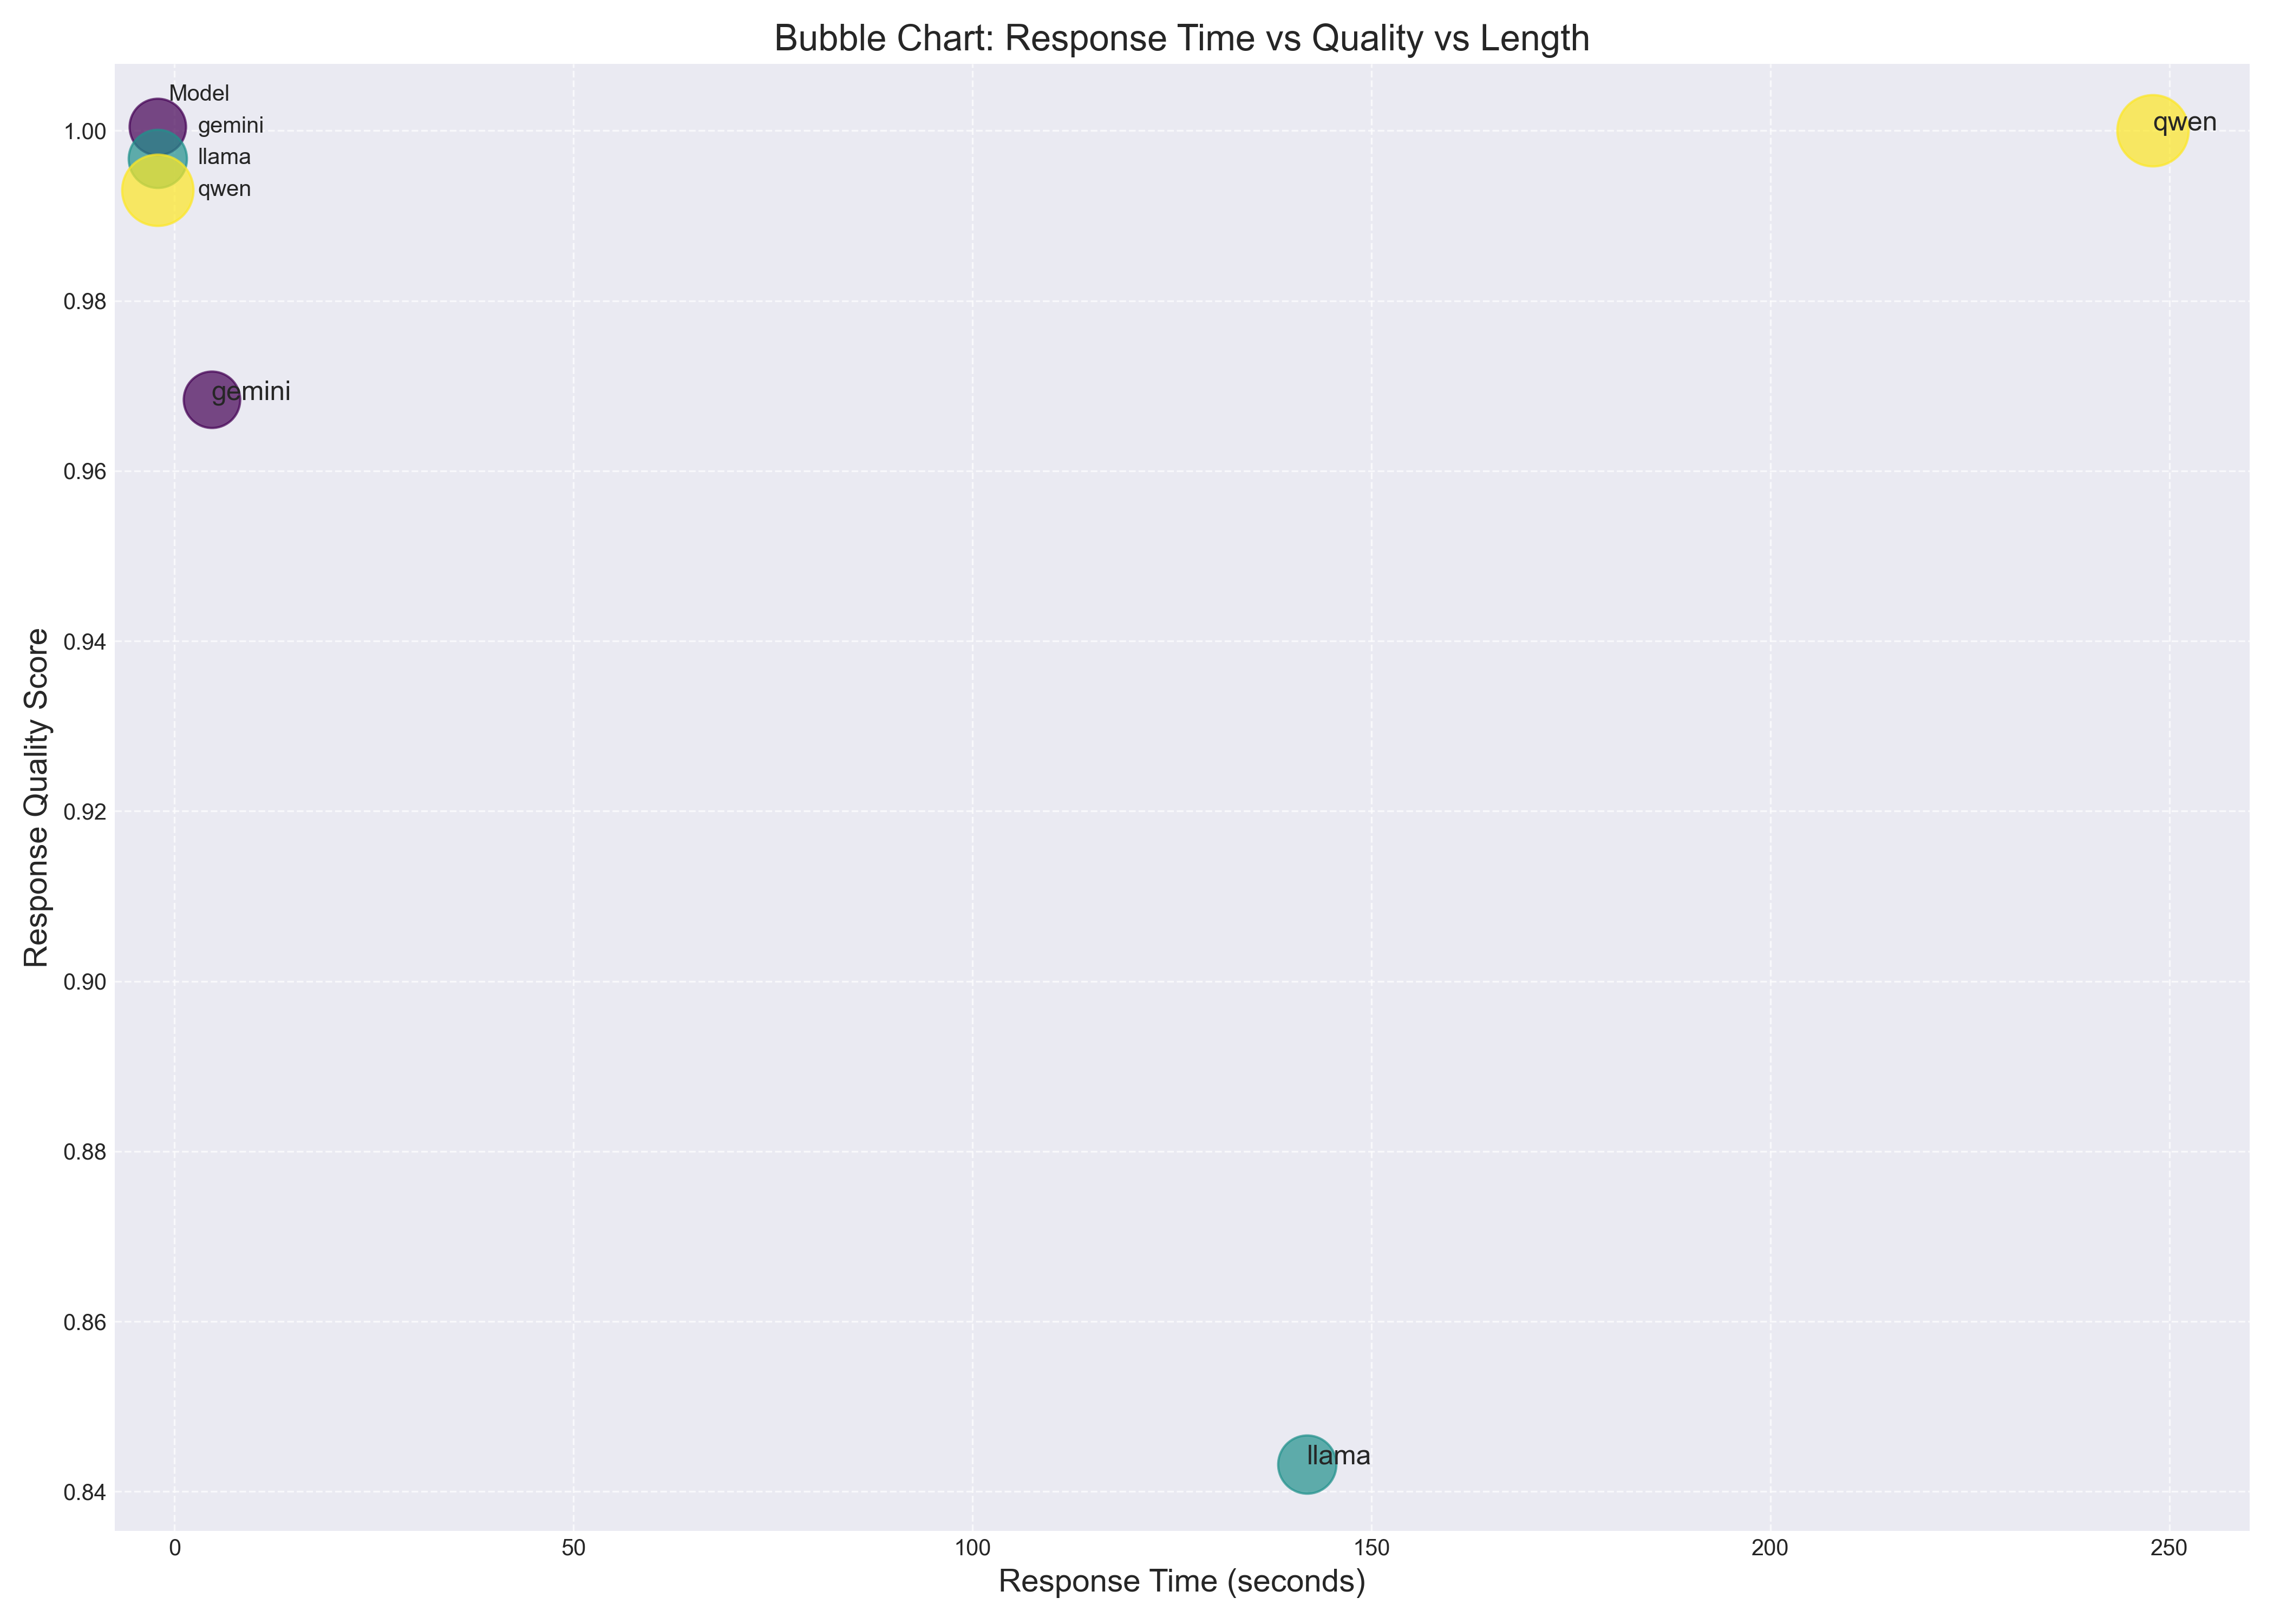 Bubble Chart: Response Time vs Quality vs Length
Model
gemini
llama
qwen
qwen
gemini
llama
1.00
0.98
0.96
0.94
0.92
0.90
0.88
0.86
0.84
Response Quality Score
0 50 100 150 200 250
Response Time (seconds)